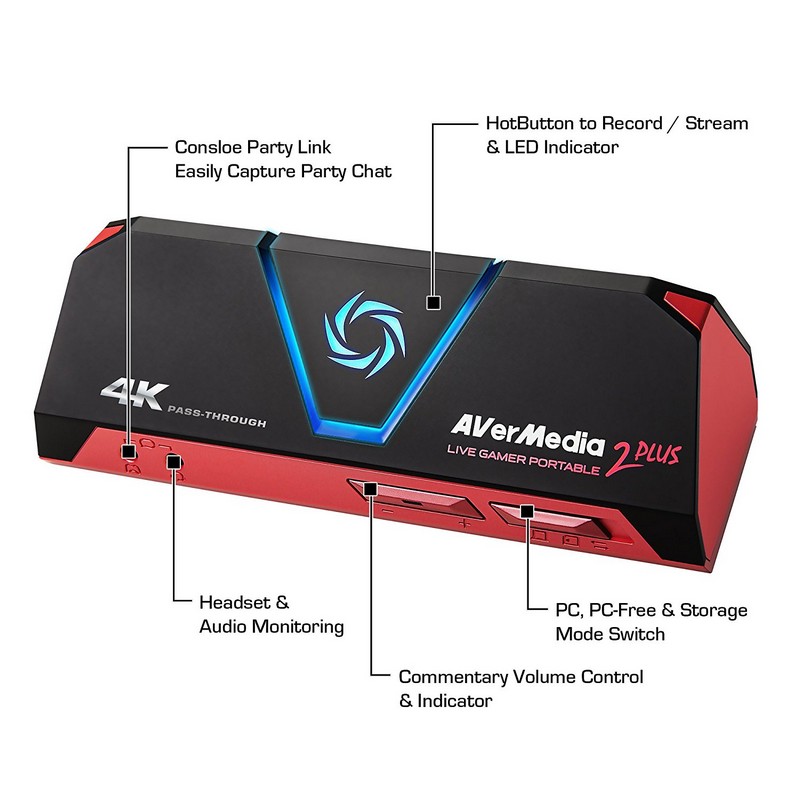 HotButton to Record / Stream
& LED Indicator
Consloe Party Link
Easily Capture Party Chat
4K PASS-THROUGH
AVerMedia
LIVE GAMER PORTABLE 2 PLUS
- +
Headset &
Audio Monitoring
PC, PC-Free & Storage
Mode Switch
Commentary Volume Control
& Indicator